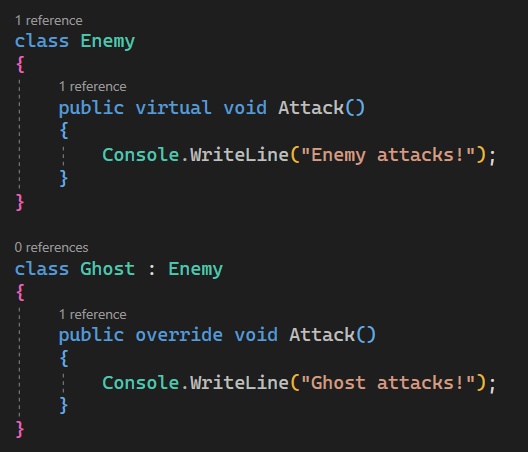 1 reference
class Enemy
{
1 reference
public virtual void Attack()
{
Console.WriteLine("Enemy attacks!");
}
}
0 references
class Ghost : Enemy
{
1 reference
public override void Attack()
{
Console.WriteLine("Ghost attacks!");
}
}